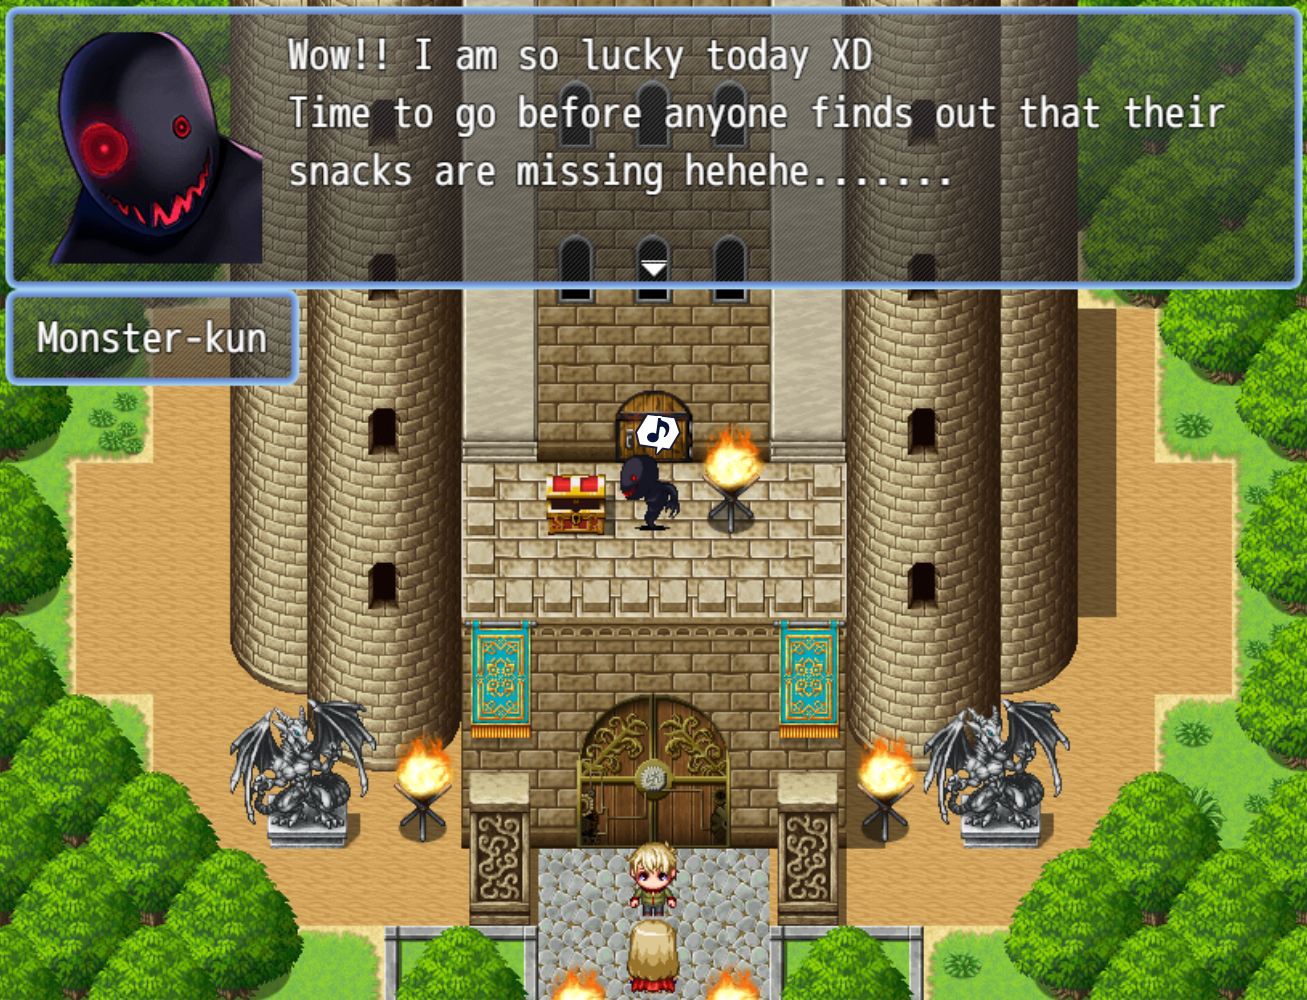 Wow!! I am so lucky today XD
Time to go before anyone finds out that their
snacks are missing hehehe.......
Monster-kun